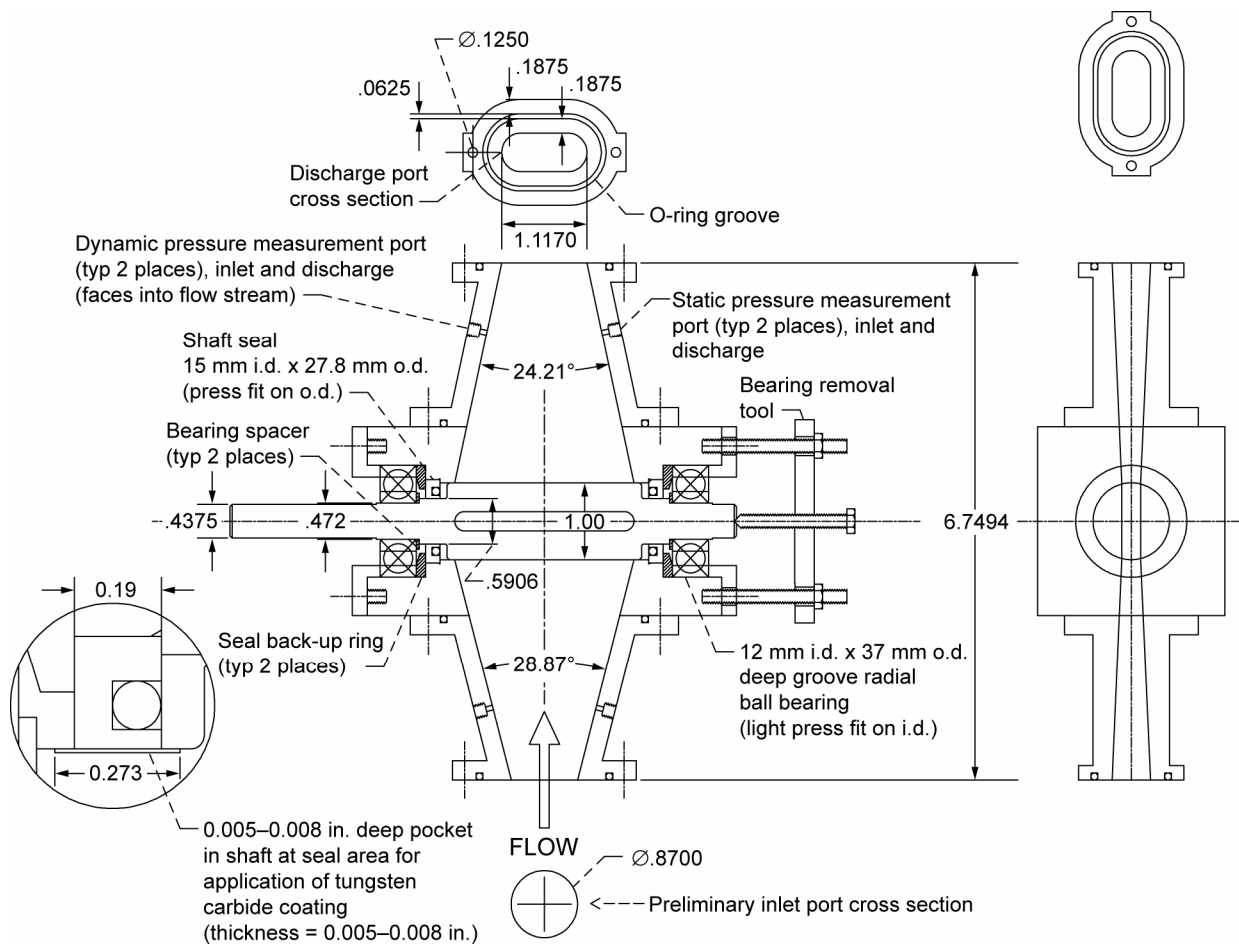 ∅.1250
.1875
.1875
.0625
Discharge port
cross section
O-ring groove
1.1170
Dynamic pressure measurement port
(typ 2 places), inlet and discharge
(faces into flow stream)
Static pressure measurement
port (typ 2 places), inlet and
discharge
Shaft seal
15 mm i.d. x 27.8 mm o.d.
(press fit on o.d.)
24.21°
Bearing removal
tool
Bearing spacer
(typ 2 places)
.4375
.472
1.00
6.7494
.5906
0.19
Seal back-up ring
(typ 2 places)
28.87°
12 mm i.d. x 37 mm o.d.
deep groove radial
ball bearing
(light press fit on i.d.)
0.273
0.005–0.008 in. deep pocket
in shaft at seal area for
application of tungsten
carbide coating
(thickness = 0.005–0.008 in.)
FLOW
∅.8700
Preliminary inlet port cross section